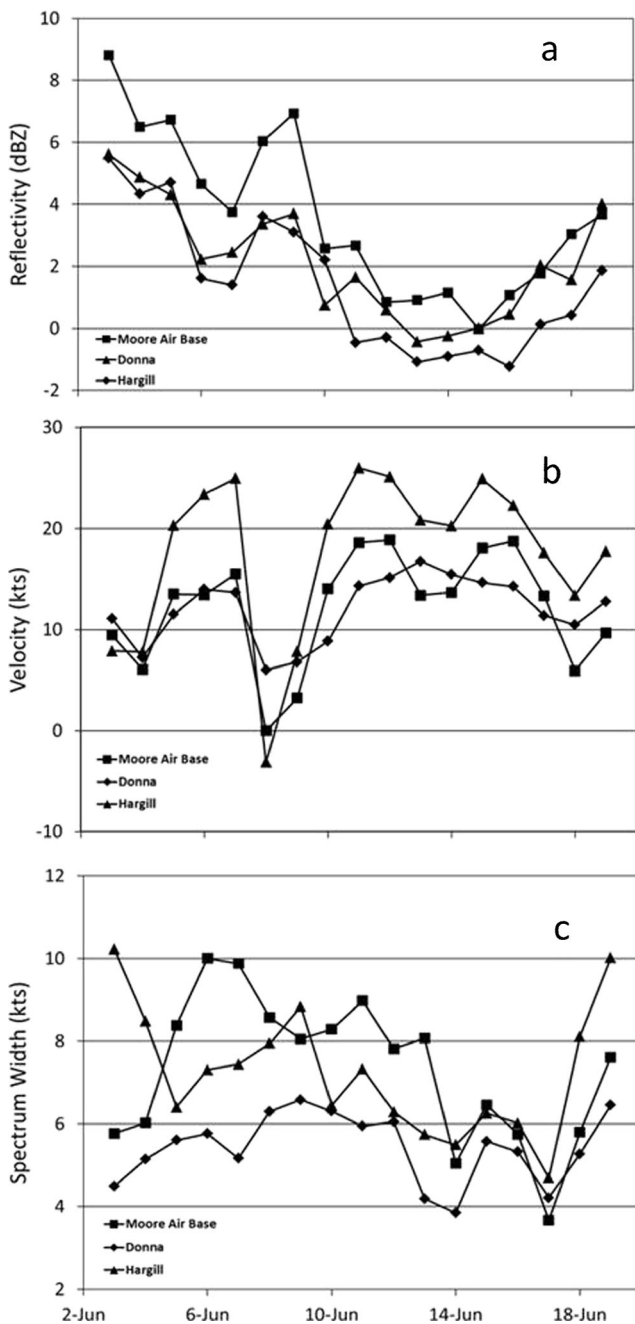 10
a
8
6
Reflectivity (dBZ)
4
2
0
Moore Air Base
Donna
Hargill
-2
30
b
20
Velocity (kts)
10
0
Moore Air Base
Donna
Hargill
-10
12
c
10
Spectrum Width (kts)
8
6
4
Moore Air Base
Donna
Hargill
2
2-Jun 6-Jun 10-Jun 14-Jun 18-Jun